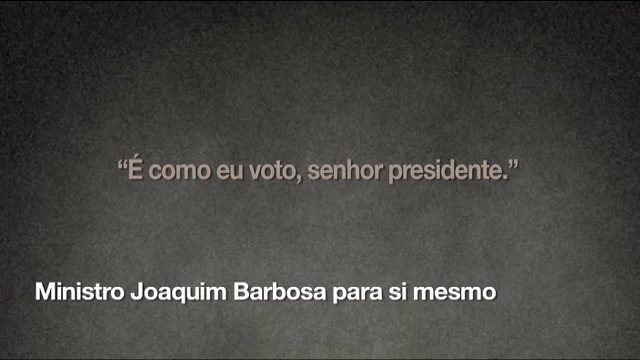 “É como eu voto, senhor presidente.”
Ministro Joaquim Barbosa para si mesmo